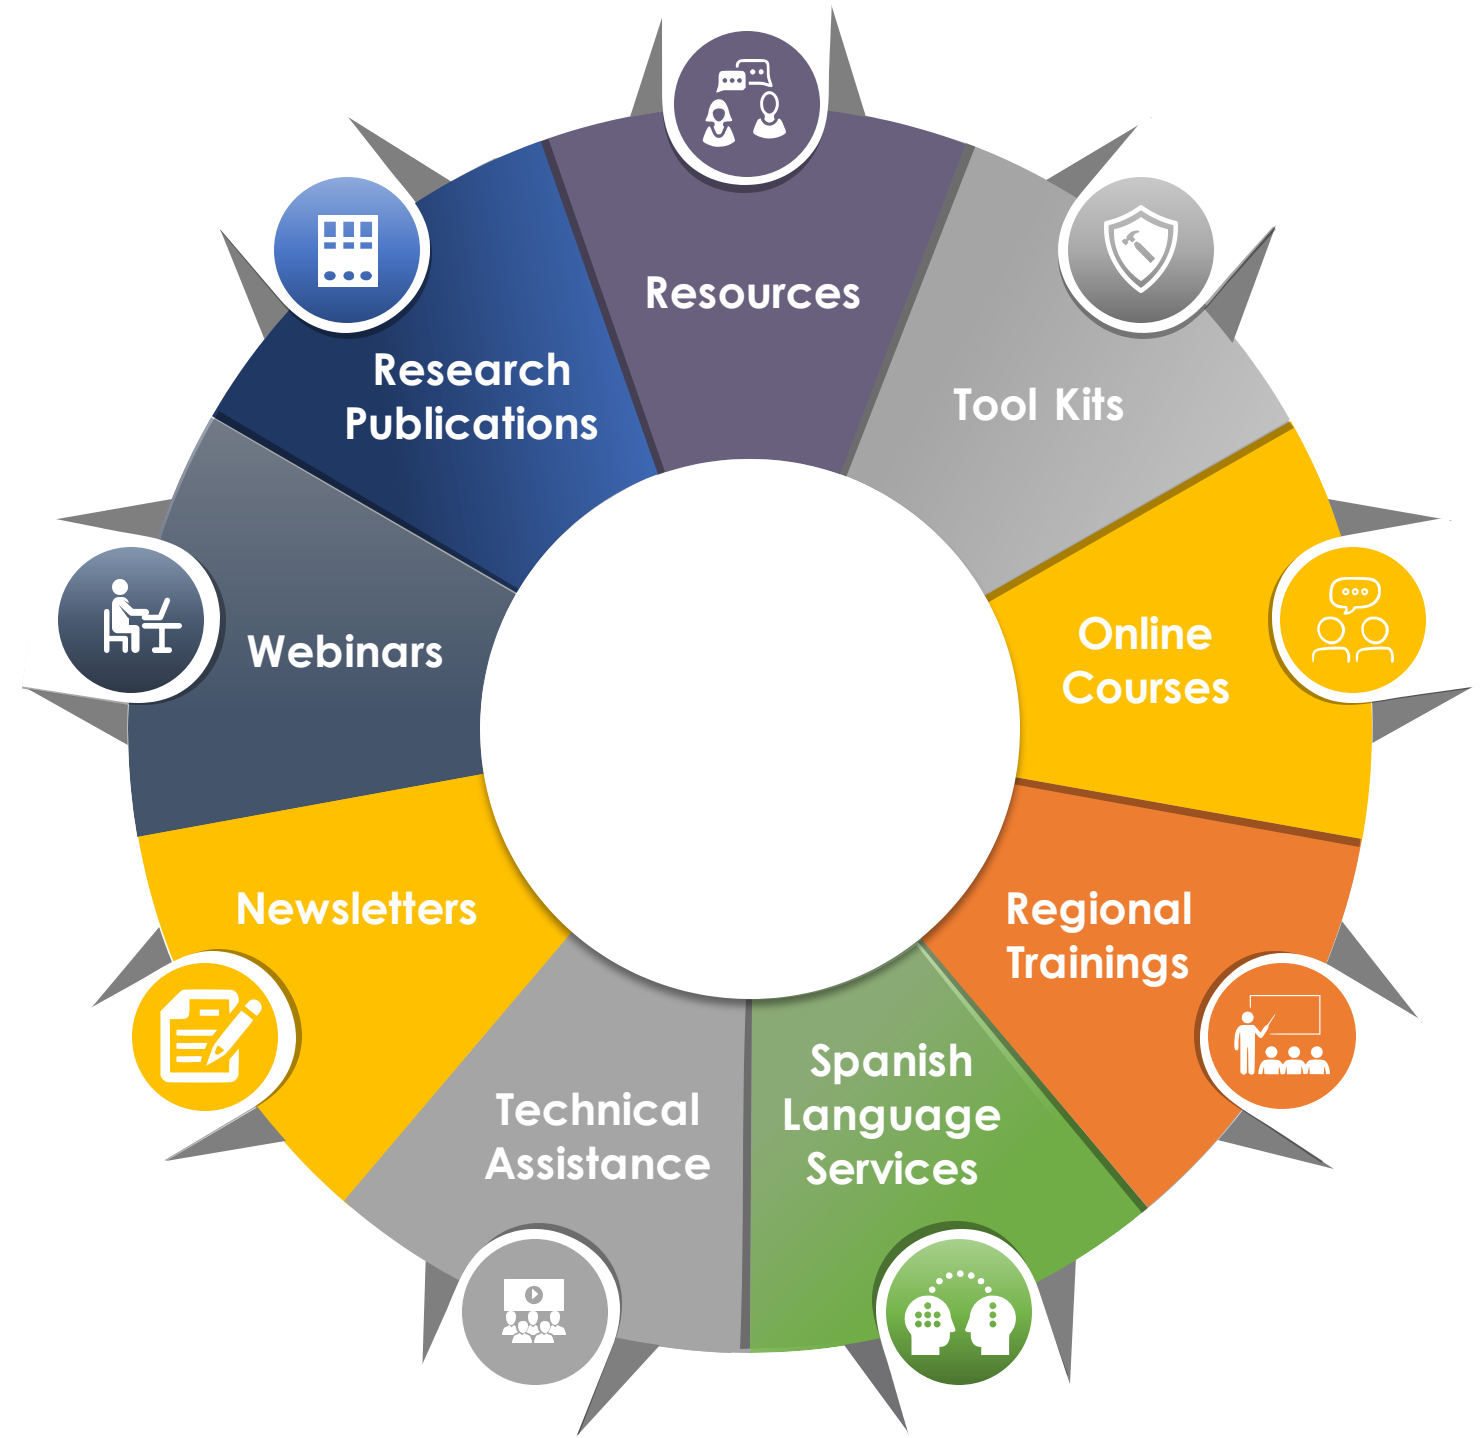 Resources
Tool Kits
Online
Courses
Regional
Trainings
Spanish
Language
Services
Technical
Assistance
Newsletters
Webinars
Research
Publications